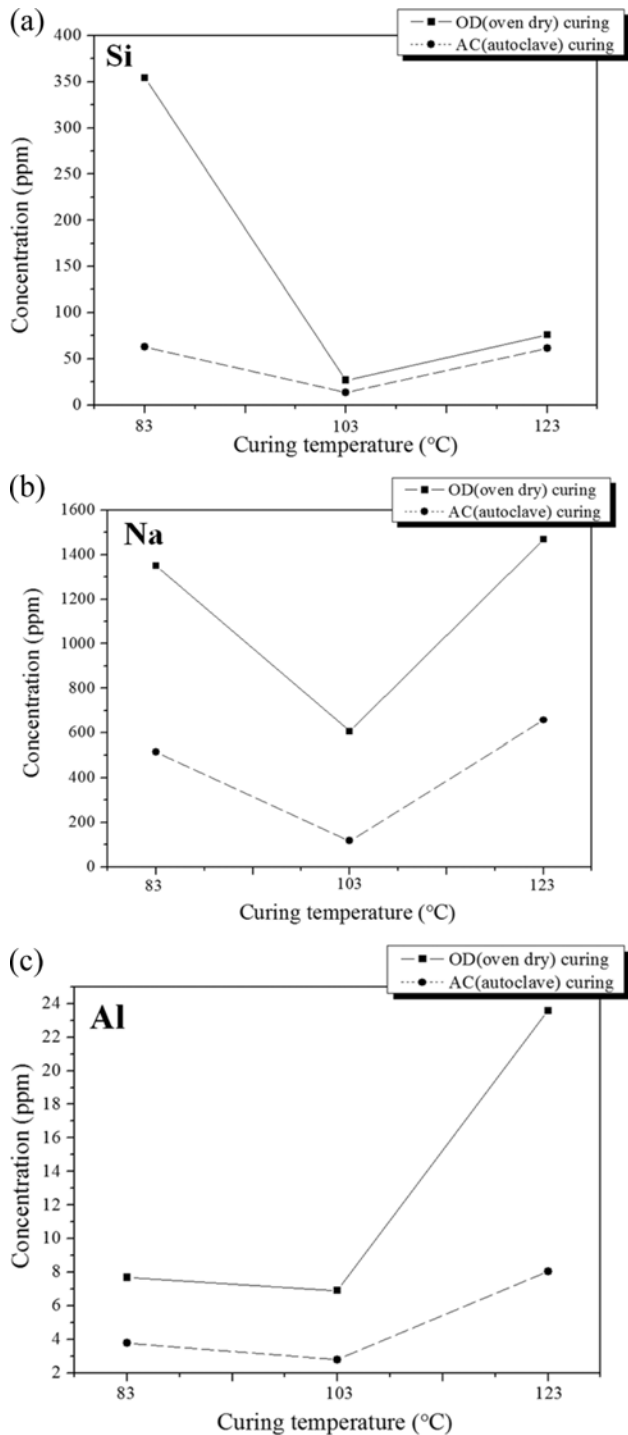 (a)
OD(oven dry) curing
AC(autoclave) curing
Si
400
350
300
250
200
150
100
50
0
Concentration (ppm)
83 103 123
Curing temperature (°C)
(b)
OD(oven dry) curing
AC(autoclave) curing
Na
1600
1400
1200
1000
800
600
400
200
0
Concentration (ppm)
83 103 123
Curing temperature (°C)
(c)
OD(oven dry) curing
AC(autoclave) curing
Al
24
22
20
18
16
14
12
10
8
6
4
2
Concentration (ppm)
83 103 123
Curing temperature (°C)